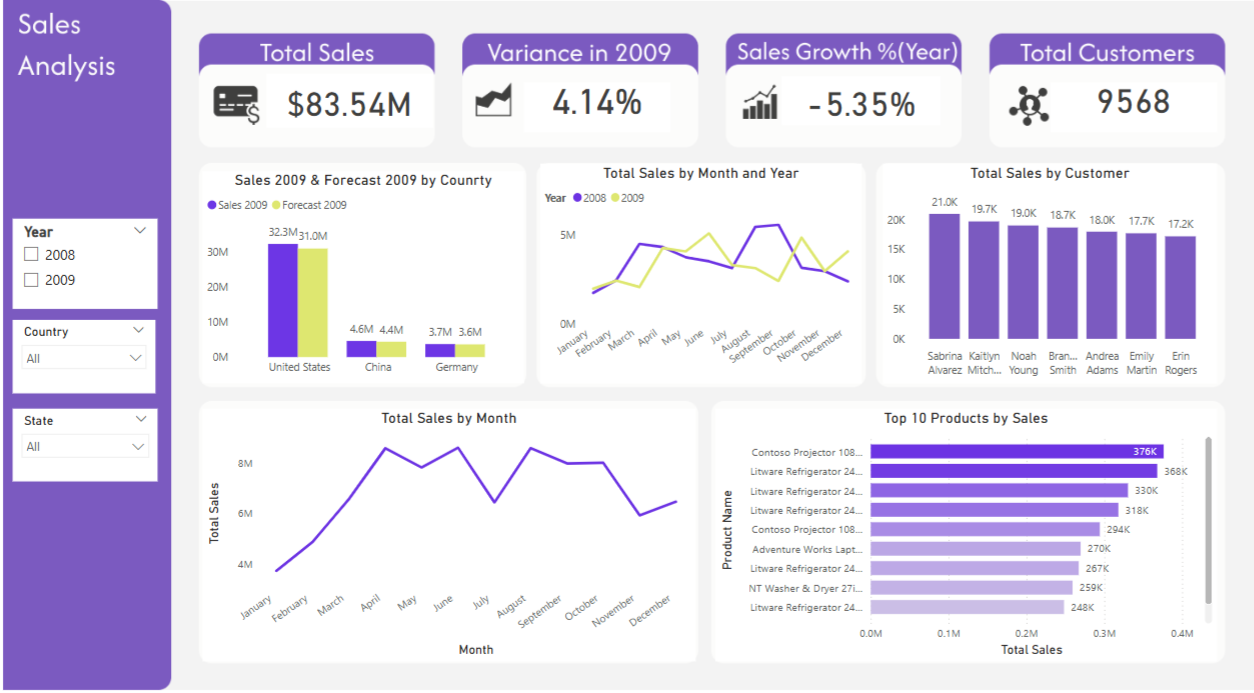 Sales
Analysis
Year
2008
2009
Country
All
State
All
Total Sales
$83.54M
Variance in 2009
4.14%
Sales Growth %(Year)
-5.35%
Total Customers
9568
Sales 2009 & Forecast 2009 by Counrty
Sales 2009 Forecast 2009
32.3M 31.0M
30M
20M
4.6M 4.4M 3.7M 3.6M
10M
0M
United States China Germany
Total Sales by Month and Year
Year 2008 2009
5M
0M
January February March April May June July August September October November December
Total Sales by Customer
21.0K 19.7K 19.0K 18.7K 18.0K 17.7K 17.2K
20K
15K
10K
5K
0K
Sabrina Kaitlyn Noah Bran... Andrea Emily Erin
Alvarez Mitch... Young Smith Adams Martin Rogers
Total Sales by Month
Total Sales
8M
6M
4M
January February March April May June July August September October November December
Month
Top 10 Products by Sales
Product Name
Contoso Projector 108... 376K
Litware Refrigerator 24... 368K
Litware Refrigerator 24... 330K
Litware Refrigerator 24... 318K
Contoso Projector 108... 294K
Adventure Works Lapt... 270K
Litware Refrigerator 24... 267K
NT Washer & Dryer 27i... 259K
Litware Refrigerator 24... 248K
0.0M 0.1M 0.2M 0.3M 0.4M
Total Sales